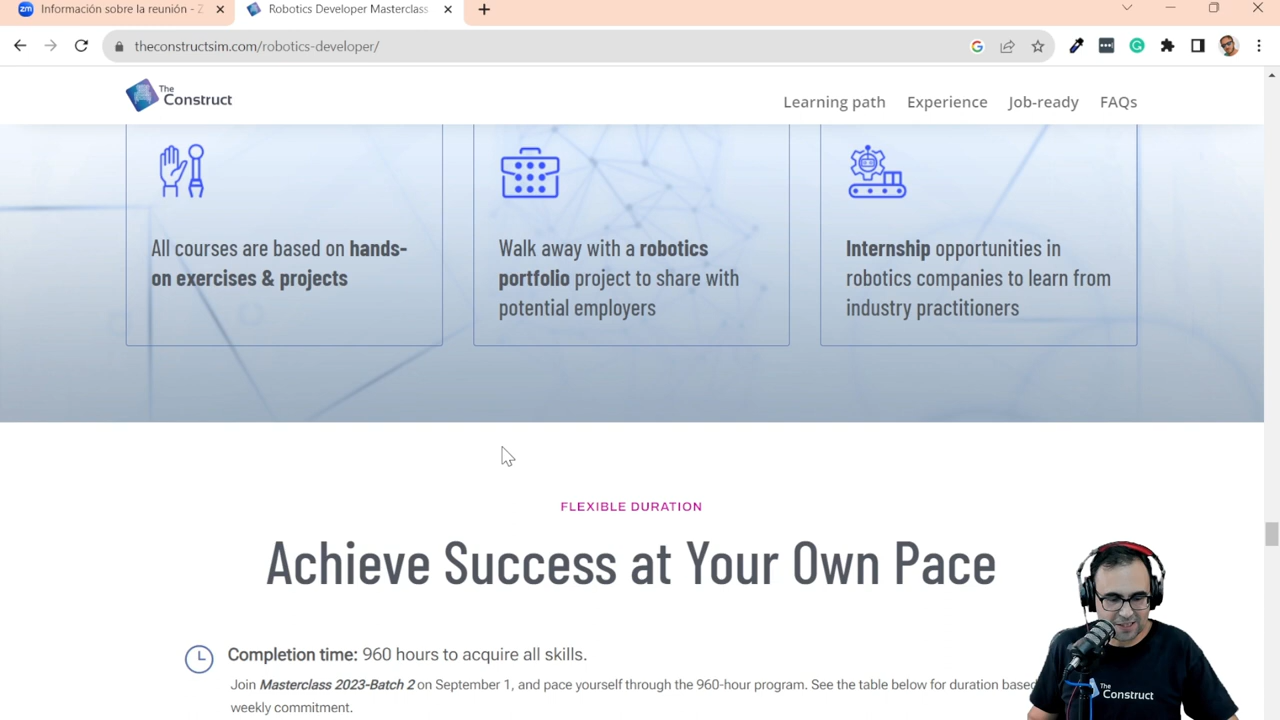 Información sobre la reunión - Z
Robotics Developer Masterclass
theconstructsim.com/robotics-developer/
The
Construct
Learning path
Experience
Job-ready
FAQs
All courses are based on hands-
on exercises & projects
Walk away with a robotics
portfolio project to share with
potential employers
Internship opportunities in
robotics companies to learn from
industry practitioners
FLEXIBLE DURATION
Achieve Success at Your Own Pace
Completion time: 960 hours to acquire all skills.
Join Masterclass 2023-Batch 2 on September 1, and pace yourself through the 960-hour program. See the table below for duration based
weekly commitment.
The
Construct